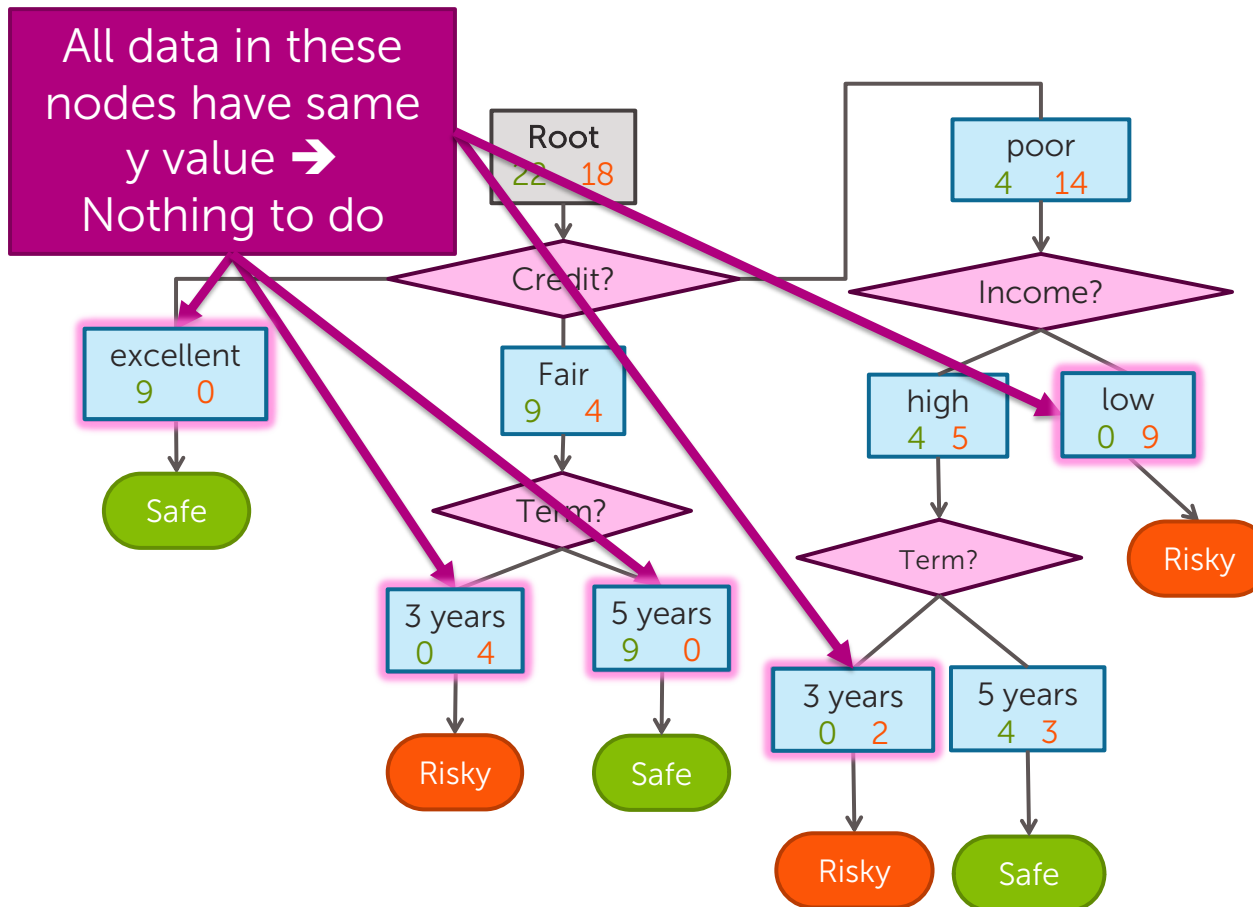 All data in these
nodes have same
y value ➔
Nothing to do
Root
22 18
poor
4 14
Credit?
Income?
excellent
9 0
Fair
9 4
high
4 5
low
0 9
Safe
Term?
Term?
Risky
3 years
0 4
5 years
9 0
3 years
0 2
5 years
4 3
Risky
Safe
Risky
Safe